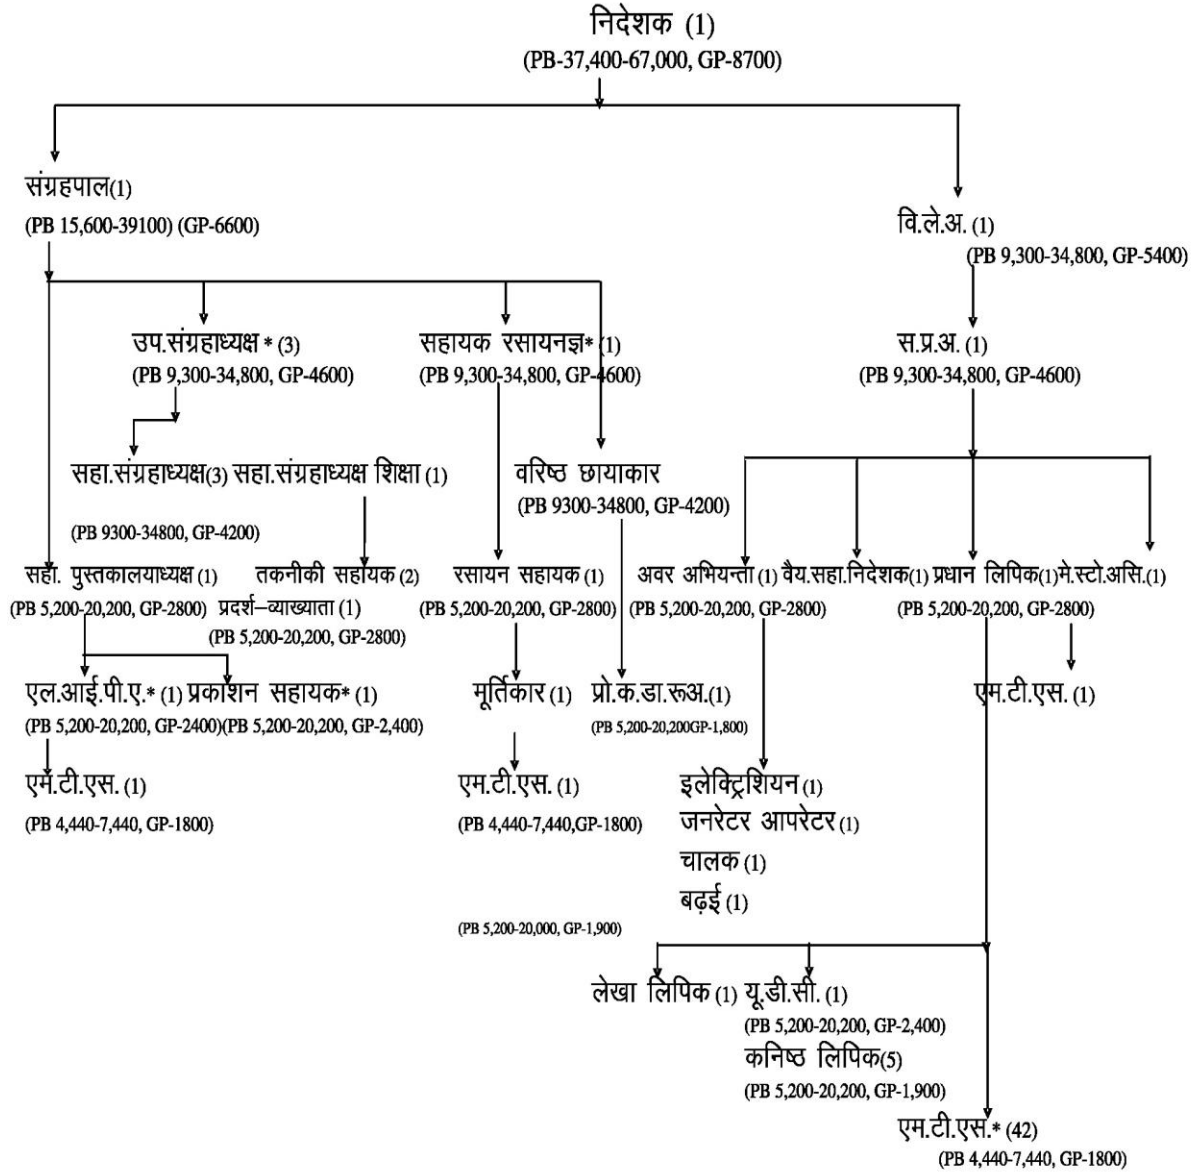 निदेशक (1)
(PB-37,400-67,000, GP-8700)
संग्रहपाल(1)
(PB 15,600-39100) (GP-6600)
वि.ले.अ. (1)
(PB 9,300-34,800, GP-5400)
उप.संग्रहाध्यक्ष * (3) सहायक रसायनज्ञ* (1) स.प्र.अ. (1)
(PB 9,300-34,800, GP-4600) (PB 9,300-34,800, GP-4600) (PB 9,300-34,800, GP-4600)
सहा.संग्रहाध्यक्ष(3) सहा.संग्रहाध्यक्ष शिक्षा (1) वरिष्ठ छायाकार
(PB 9300-34800, GP-4200)
(PB 9300-34800, GP-4200)
सहा. पुस्तकालयाध्यक्ष (1) तकनीकी सहायक (2) रसायन सहायक (1) अवर अभियन्ता (1) वैय.सहा.निदेशक(1) प्रधान लिपिक(1) मे.स्टो.असि.(1)
(PB 5,200-20,200, GP-2800) प्रदर्श–व्याख्याता (1) (PB 5,200-20,200, GP-2800) (PB 5,200-20,200, GP-2800) (PB 5,200-20,200, GP-2800)
(PB 5,200-20,200, GP-2800)
एल.आई.पी.ए.* (1) प्रकाशन सहायक* (1) मूर्तिकार (1) प्रो.क.डा.रूअ.(1) एम.टी.एस. (1)
(PB 5,200-20,200, GP-2400)(PB 5,200-20,200, GP-2,400) (PB 5,200-20,200GP-1,800)
एम.टी.एस. (1) एम.टी.एस. (1) इलेक्ट्रिशियन (1)
(PB 4,440-7,440, GP-1800) (PB 4,440-7,440,GP-1800) जनरेटर आपरेटर (1)
चालक (1)
बढ़ई (1)
(PB 5,200-20,000, GP-1,900)
लेखा लिपिक (1) यू.डी.सी. (1)
(PB 5,200-20,200, GP-2,400)
कनिष्ठ लिपिक(5)
(PB 5,200-20,200, GP-1,900)
एम.टी.एस.* (42)
(PB 4,440-7,440, GP-1800)